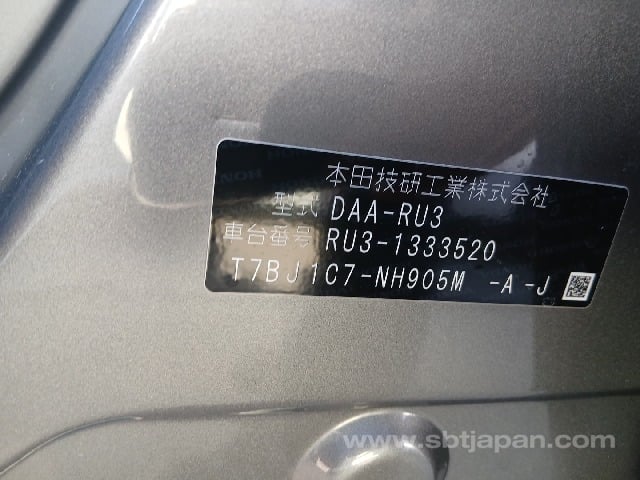 本田技研工業株式会社
型式 DAA-RU3
車台番号 RU3-1333520
T7BJ1C7-NH905M -A-J
www.sbtjapan.com